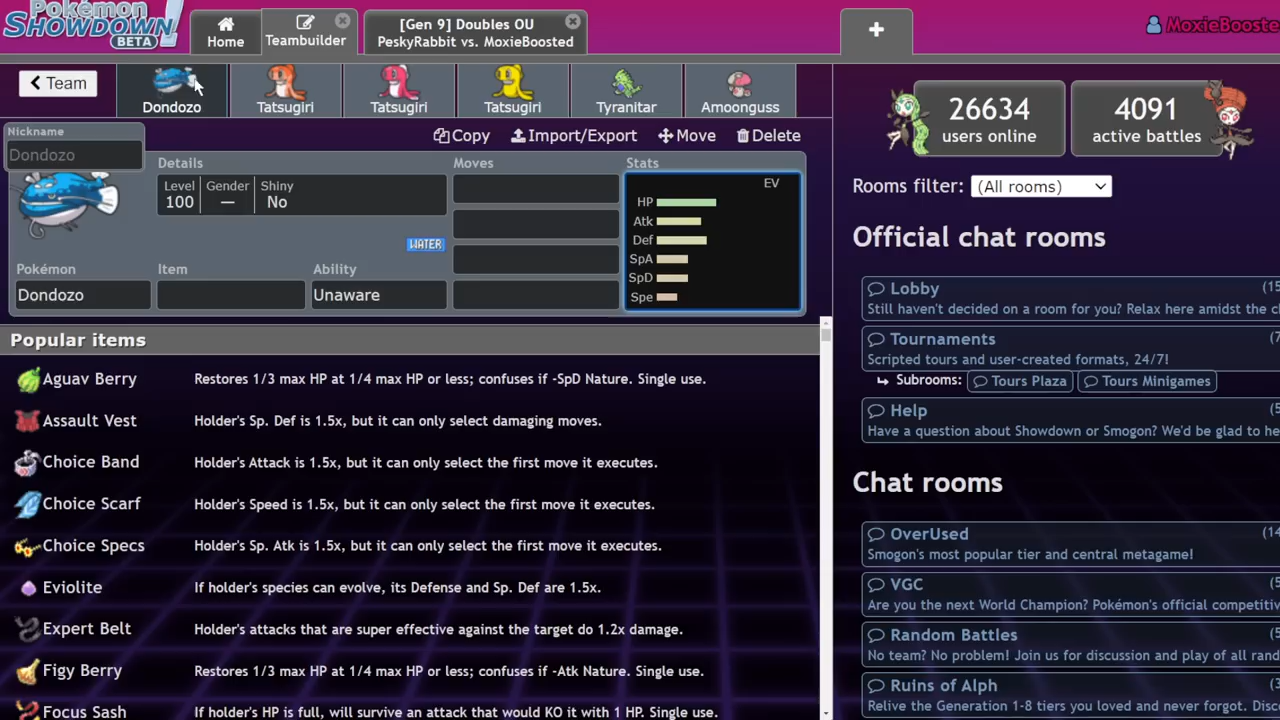 Pokémon
SHOWDOWN!
BETA
Home
Teambuilder
[Gen 9] Doubles OU
PeskyRabbit vs. MoxieBoosted
+
MoxieBooste
Team
Dondozo
Tatsugiri
Tatsugiri
Tatsugiri
Tyranitar
Amoonguss
26634
users online
4091
active battles
Copy
Import/Export
Move
Delete
Nickname
Dondozo
Details
Level
100
Gender
—
Shiny
No
WATER
Pokémon
Dondozo
Item
Ability
Unaware
Moves
Stats
EV
HP
Atk
Def
SpA
SpD
Spe
Popular items
Aguav Berry Restores 1/3 max HP at 1/4 max HP or less; confuses if -SpD Nature. Single use.
Assault Vest Holder's Sp. Def is 1.5x, but it can only select damaging moves.
Choice Band Holder's Attack is 1.5x, but it can only select the first move it executes.
Choice Scarf Holder's Speed is 1.5x, but it can only select the first move it executes.
Choice Specs Holder's Sp. Atk is 1.5x, but it can only select the first move it executes.
Eviolite If holder's species can evolve, its Defense and Sp. Def are 1.5x.
Expert Belt Holder's attacks that are super effective against the target do 1.2x damage.
Figy Berry Restores 1/3 max HP at 1/4 max HP or less; confuses if -Atk Nature. Single use.
Focus Sash If holder's HP is full, will survive an attack that would KO it with 1 HP. Single use.
Rooms filter: (All rooms)
Official chat rooms
Lobby (15
Still haven't decided on a room for you? Relax here amidst the c
Tournaments (7
Scripted tours and user-created formats, 24/7!
Subrooms: Tours Plaza Tours Minigames
Help (5
Have a question about Showdown or Smogon? We'd be glad to he
Chat rooms
OverUsed (14
Smogon's most popular tier and central metagame!
VGC (5
Are you the next World Champion? Pokémon's official competitiv
Random Battles (5
No team? No problem! Join us for discussion and play of all rand
Ruins of Alph (3
Relive the Generation 1-8 tiers you loved and never forgot. Disc